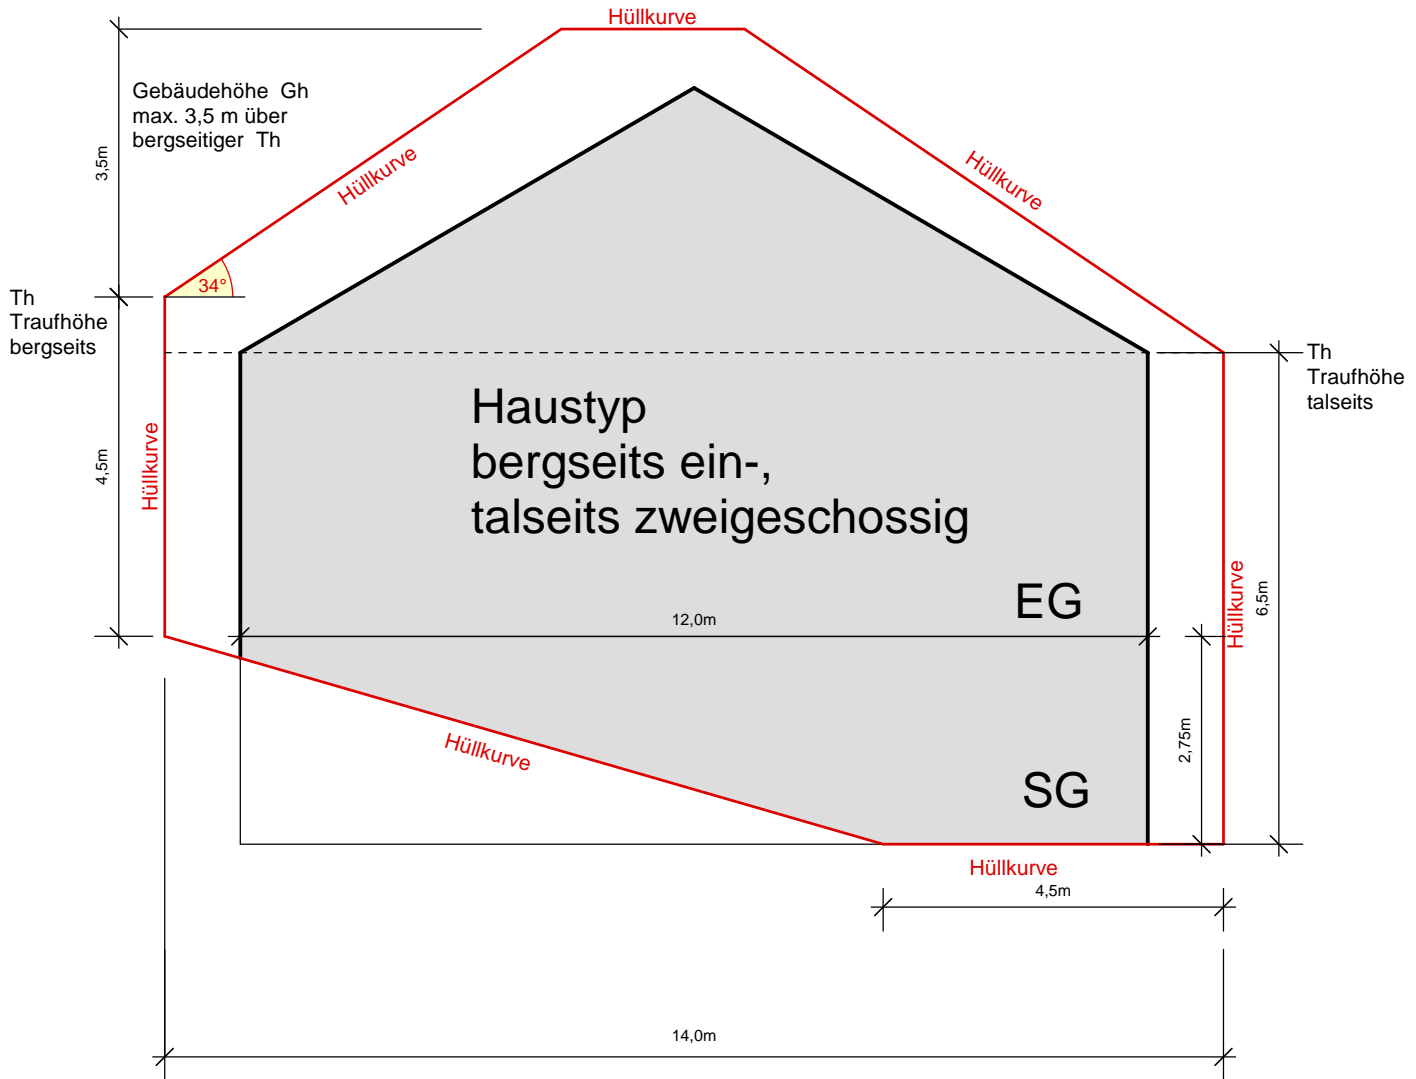 Hüllkurve
Gebäudehöhe  Gh
max. 3,5 m über
bergseitiger  Th
3,5m
Hüllkurve
Hüllkurve
34°
Th
Traufhöhe
bergseits
Th
Traufhöhe
talseits
4,5m
Hüllkurve
Haustyp
bergseits ein-,
talseits zweigeschossig
EG
12,0m
Hüllkurve
6,5m
2,75m
Hüllkurve
SG
Hüllkurve
4,5m
14,0m